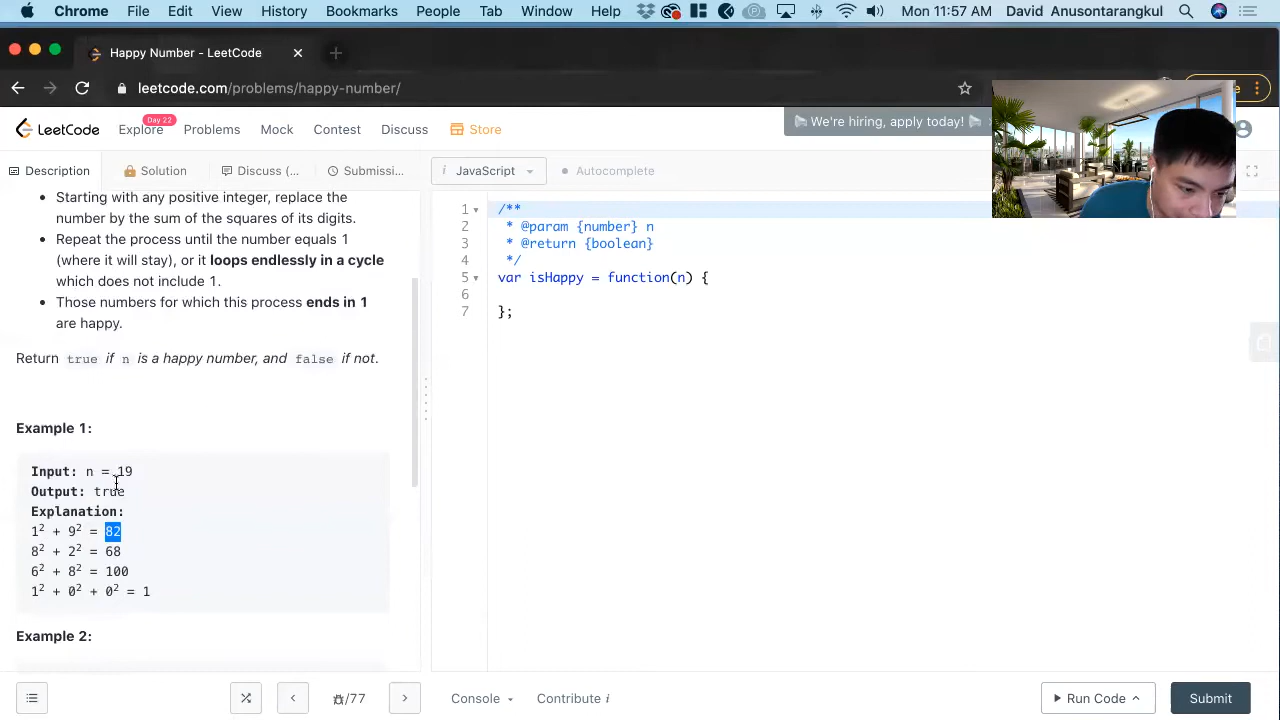 Chrome File Edit View History Bookmarks People Tab Window Help Mon 11:57 AM David Anusontarangkul
Happy Number - LeetCode
leetcode.com/problems/happy-number/
LeetCode Explore Day 22 Problems Mock Contest Discuss Store We're hiring, apply today!
Description Solution Discuss (... Submissi... i JavaScript Autocomplete
• Starting with any positive integer, replace the
number by the sum of the squares of its digits.
• Repeat the process until the number equals 1
(where it will stay), or it loops endlessly in a cycle
which does not include 1.
• Those numbers for which this process ends in 1
are happy.
Return true if n is a happy number, and false if not.
Example 1:
Input: n = 19
Output: true
Explanation:
1² + 9² = 82
8² + 2² = 68
6² + 8² = 100
1² + 0² + 0² = 1
Example 2:
1 /**
2 * @param {number} n
3 * @return {boolean}
4 */
5 var isHappy = function(n) {
6
7 };
/77 Console Contribute i Run Code Submit